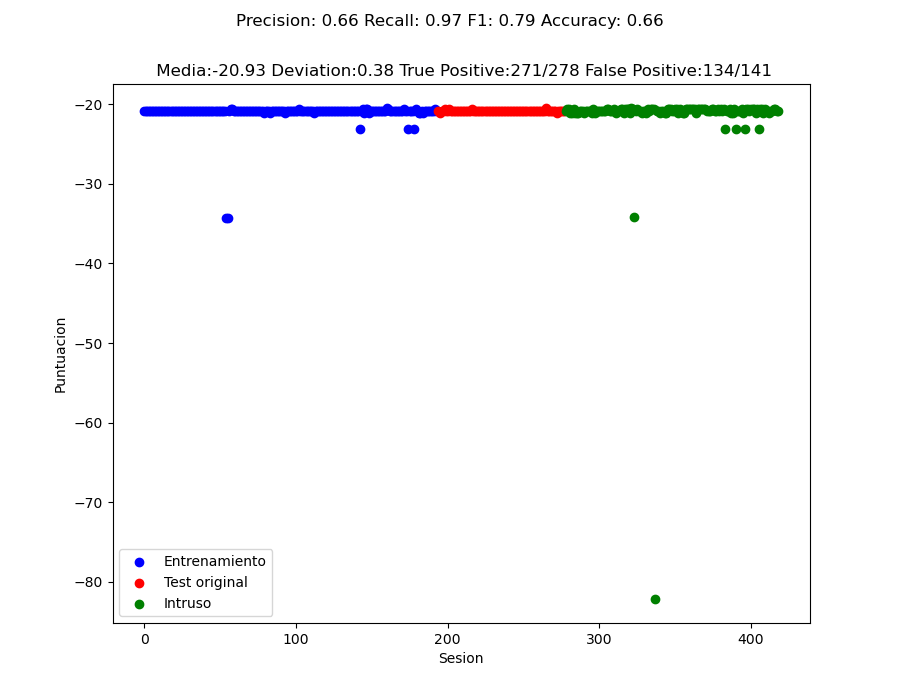 Precision: 0.66 Recall: 0.97 F1: 0.79 Accuracy: 0.66
Media:-20.93 Deviation:0.38 True Positive:271/278 False Positive:134/141
−20
−30
−40
−50
−60
−70
−80
Puntuacion
Entrenamiento
Test original
Intruso
0 100 200 300 400
Sesion